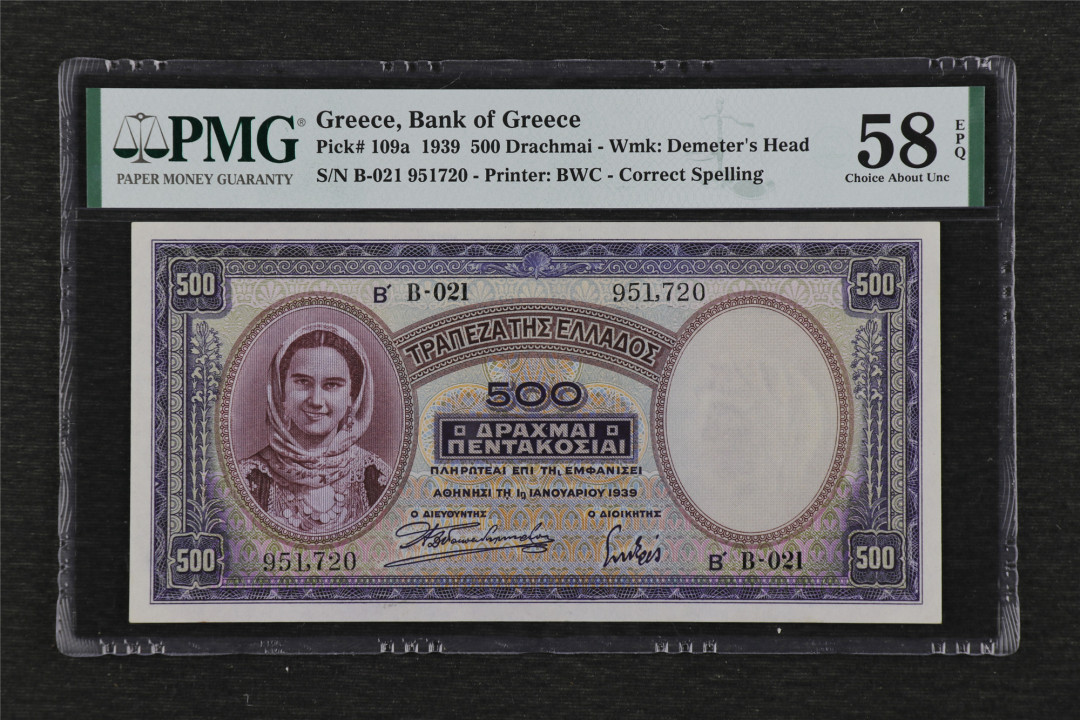 PMG®
PAPER MONEY GUARANTY
Greece, Bank of Greece
Pick# 109a 1939 500 Drachmai - Wmk: Demeter's Head
S/N B-021 951720 - Printer: BWC - Correct Spelling
58 EPQ
Choice About Unc
500 500
Β΄ B-021 951,720
ΤΡΑΠΕΖΑ ΤΗΣ ΕΛΛΑΔΟΣ
500
ΔΡΑΧΜΑΙ
ΠΕΝΤΑΚΟΣΙΑΙ
ΠΛΗΡΩΤΕΑΙ ΕΠΙ ΤΗι ΕΜΦΑΝΙΣΕΙ
ΑΘΗΝΗΣΙ ΤΗ 1η ΙΑΝΟΥΑΡΙΟΥ 1939
Ο ΔΙΕΥΘΥΝΤΗΣ Ο ΔΙΟΙΚΗΤΗΣ
500 951,720 Β΄ B-021 500